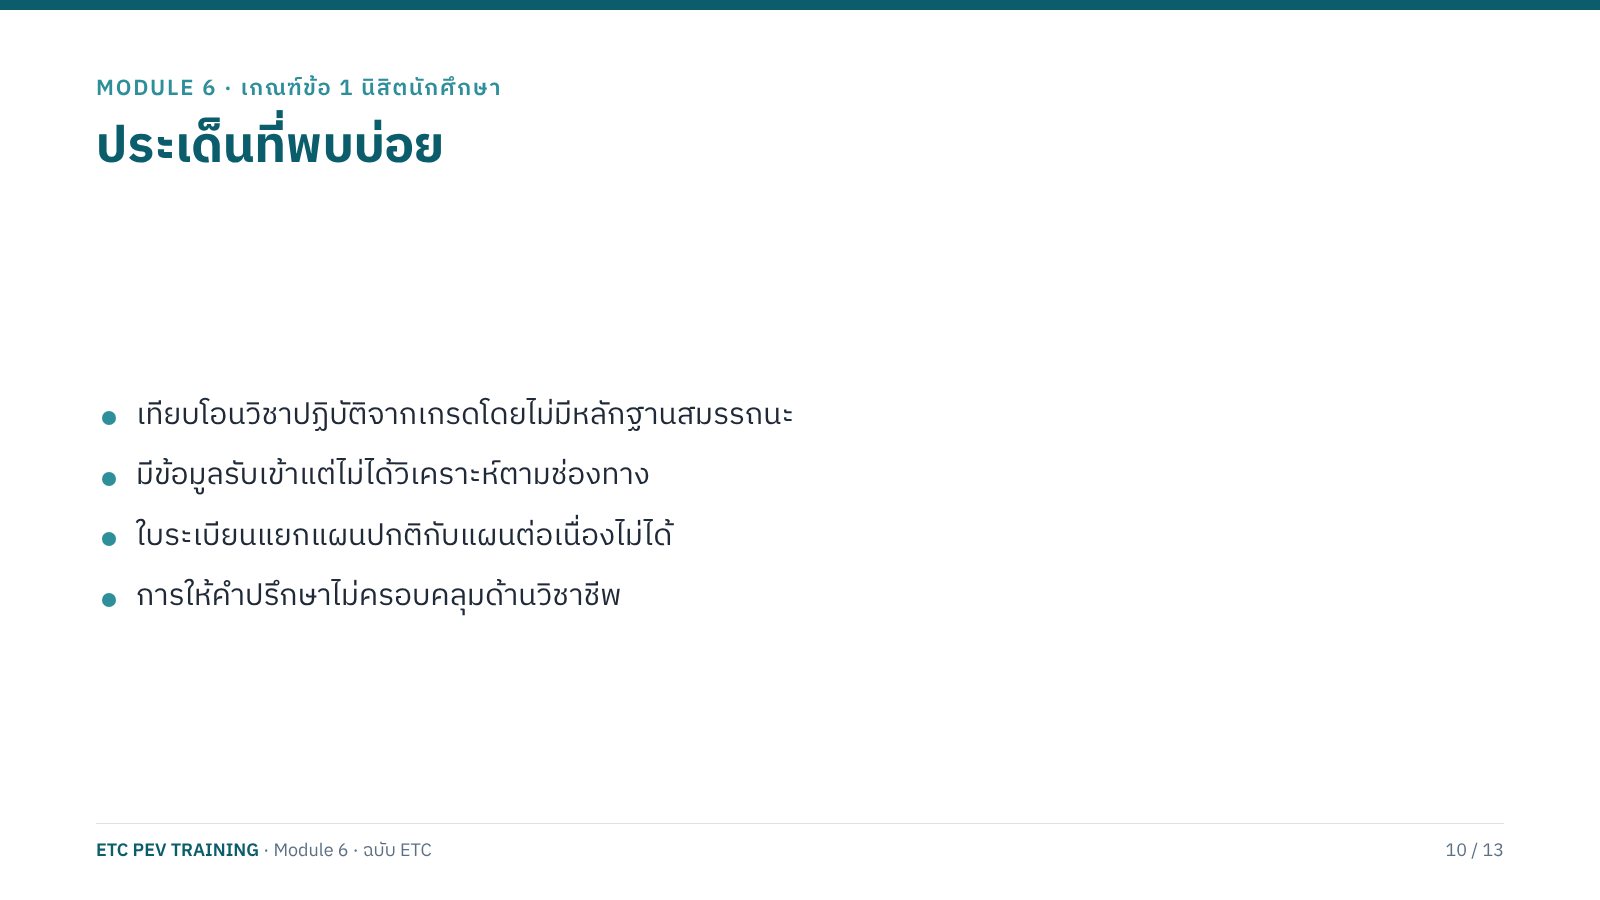 MODULE 6 · เกณฑ์ข้อ 1 นิสิตนักศึกษา
ประเด็นที่พบบ่อย
เทียบโอนวิชาปฏิบัติจากเกรดโดยไม่มีหลักฐานสมรรถนะ
มีข้อมูลรับเข้าแต่ไม่ได้วิเคราะห์ตามช่องทาง
ใบระเบียนแยกแผนปกติกับแผนต่อเนื่องไม่ได้
การให้คำปรึกษาไม่ครอบคลุมด้านวิชาชีพ
ETC PEV TRAINING · Module 6 · ฉบับ ETC
10 / 13